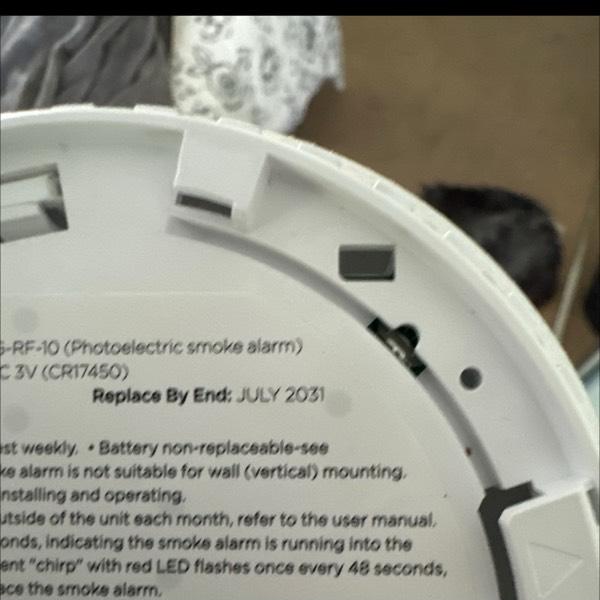 -RF-10 (Photoelectric smoke alarm)
C 3V (CR17450)
Replace By End: JULY 2031
st weekly. • Battery non-replaceable-see
ke alarm is not suitable for wall (vertical) mounting.
nstalling and operating.
utside of the unit each month, refer to the user manual.
onds, indicating the smoke alarm is running into the
ent "chirp" with red LED flashes once every 48 seconds,
ace the smoke alarm.